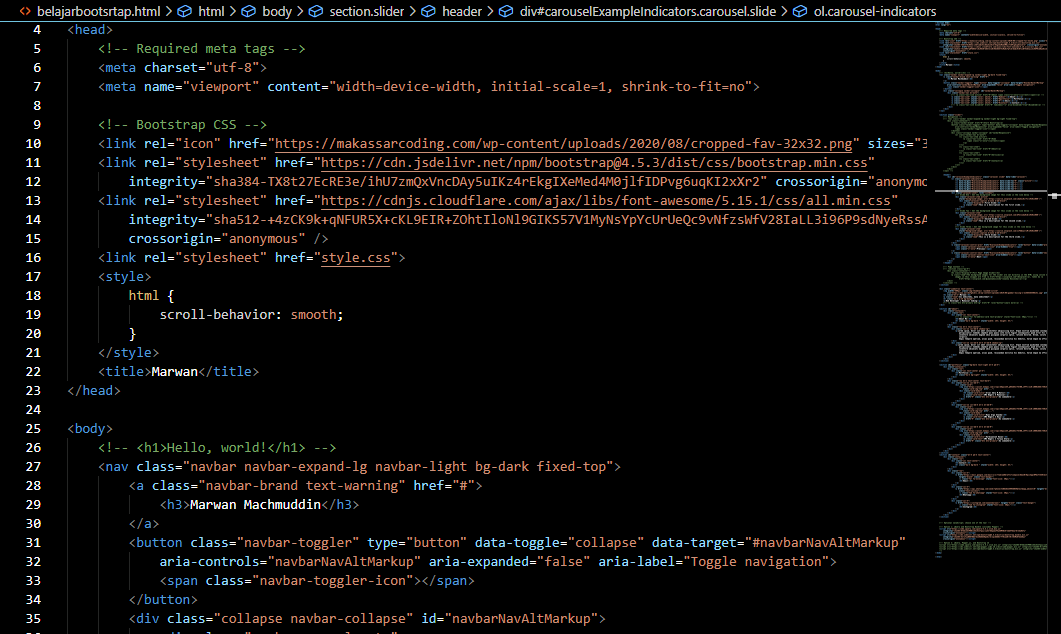 belajarbootsrtap.html > html > body > section.slider > header > div#carouselExampleIndicators.carousel.slide > ol.carousel-indicators
4 <head>
5 <!-- Required meta tags -->
6 <meta charset="utf-8">
7 <meta name="viewport" content="width=device-width, initial-scale=1, shrink-to-fit=no">
8
9 <!-- Bootstrap CSS -->
10 <link rel="icon" href="https://makassarcoding.com/wp-content/uploads/2020/08/cropped-fav-32x32.png" sizes="3
11 <link rel="stylesheet" href="https://cdn.jsdelivr.net/npm/bootstrap@4.5.3/dist/css/bootstrap.min.css"
12 integrity="sha384-TX8t27EcRE3e/ihU7zmQxVncDAy5uIKz4rEkgIXeMed4M0jlfIDPvg6uqKI2xXr2" crossorigin="anonymo
13 <link rel="stylesheet" href="https://cdnjs.cloudflare.com/ajax/libs/font-awesome/5.15.1/css/all.min.css"
14 integrity="sha512-+4zCK9k+qNFUR5X+cKL9EIR+ZOhtIloNl9GIKS57V1MyNsYpYcUrUeQc9vNfzsWfV28IaLL3i96P9sdNyeRssA
15 crossorigin="anonymous" />
16 <link rel="stylesheet" href="style.css">
17 <style>
18 html {
19 scroll-behavior: smooth;
20 }
21 </style>
22 <title>Marwan</title>
23 </head>
24
25 <body>
26 <!-- <h1>Hello, world!</h1> -->
27 <nav class="navbar navbar-expand-lg navbar-light bg-dark fixed-top">
28 <a class="navbar-brand text-warning" href="#">
29 <h3>Marwan Machmuddin</h3>
30 </a>
31 <button class="navbar-toggler" type="button" data-toggle="collapse" data-target="#navbarNavAltMarkup"
32 aria-controls="navbarNavAltMarkup" aria-expanded="false" aria-label="Toggle navigation">
33 <span class="navbar-toggler-icon"></span>
34 </button>
35 <div class="collapse navbar-collapse" id="navbarNavAltMarkup">